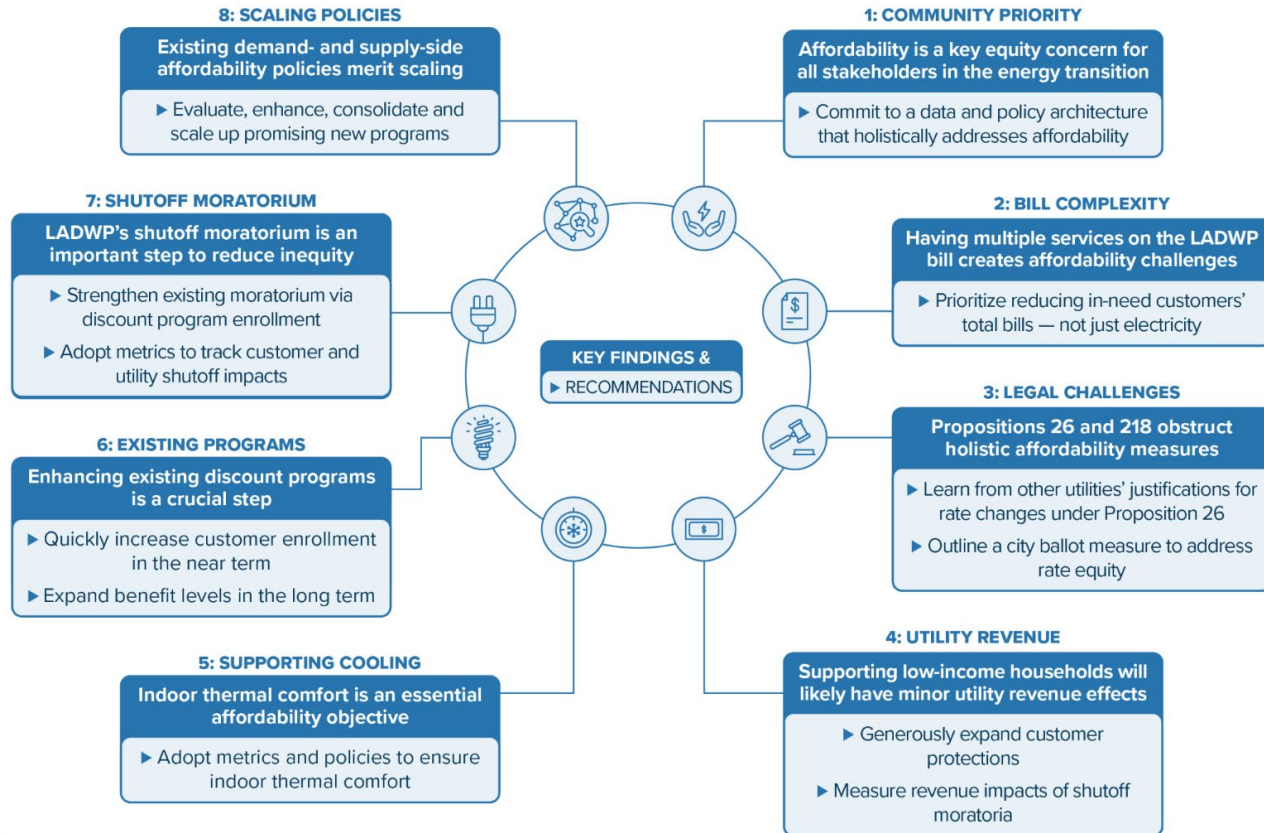 8: SCALING POLICIES
Existing demand- and supply-side
affordability policies merit scaling
▶ Evaluate, enhance, consolidate and
scale up promising new programs
1: COMMUNITY PRIORITY
Affordability is a key equity concern for
all stakeholders in the energy transition
▶ Commit to a data and policy architecture
that holistically addresses affordability
7: SHUTOFF MORATORIUM
LADWP's shutoff moratorium is an
important step to reduce inequity
▶ Strengthen existing moratorium via
discount program enrollment
▶ Adopt metrics to track customer and
utility shutoff impacts
2: BILL COMPLEXITY
Having multiple services on the LADWP
bill creates affordability challenges
▶ Prioritize reducing in-need customers'
total bills — not just electricity
KEY FINDINGS &
▶ RECOMMENDATIONS
3: LEGAL CHALLENGES
Propositions 26 and 218 obstruct
holistic affordability measures
▶ Learn from other utilities' justifications for
rate changes under Proposition 26
▶ Outline a city ballot measure to address
rate equity
6: EXISTING PROGRAMS
Enhancing existing discount programs
is a crucial step
▶ Quickly increase customer enrollment
in the near term
▶ Expand benefit levels in the long term
5: SUPPORTING COOLING
Indoor thermal comfort is an essential
affordability objective
▶ Adopt metrics and policies to ensure
indoor thermal comfort
4: UTILITY REVENUE
Supporting low-income households will
likely have minor utility revenue effects
▶ Generously expand customer
protections
▶ Measure revenue impacts of shutoff
moratoria
$
$